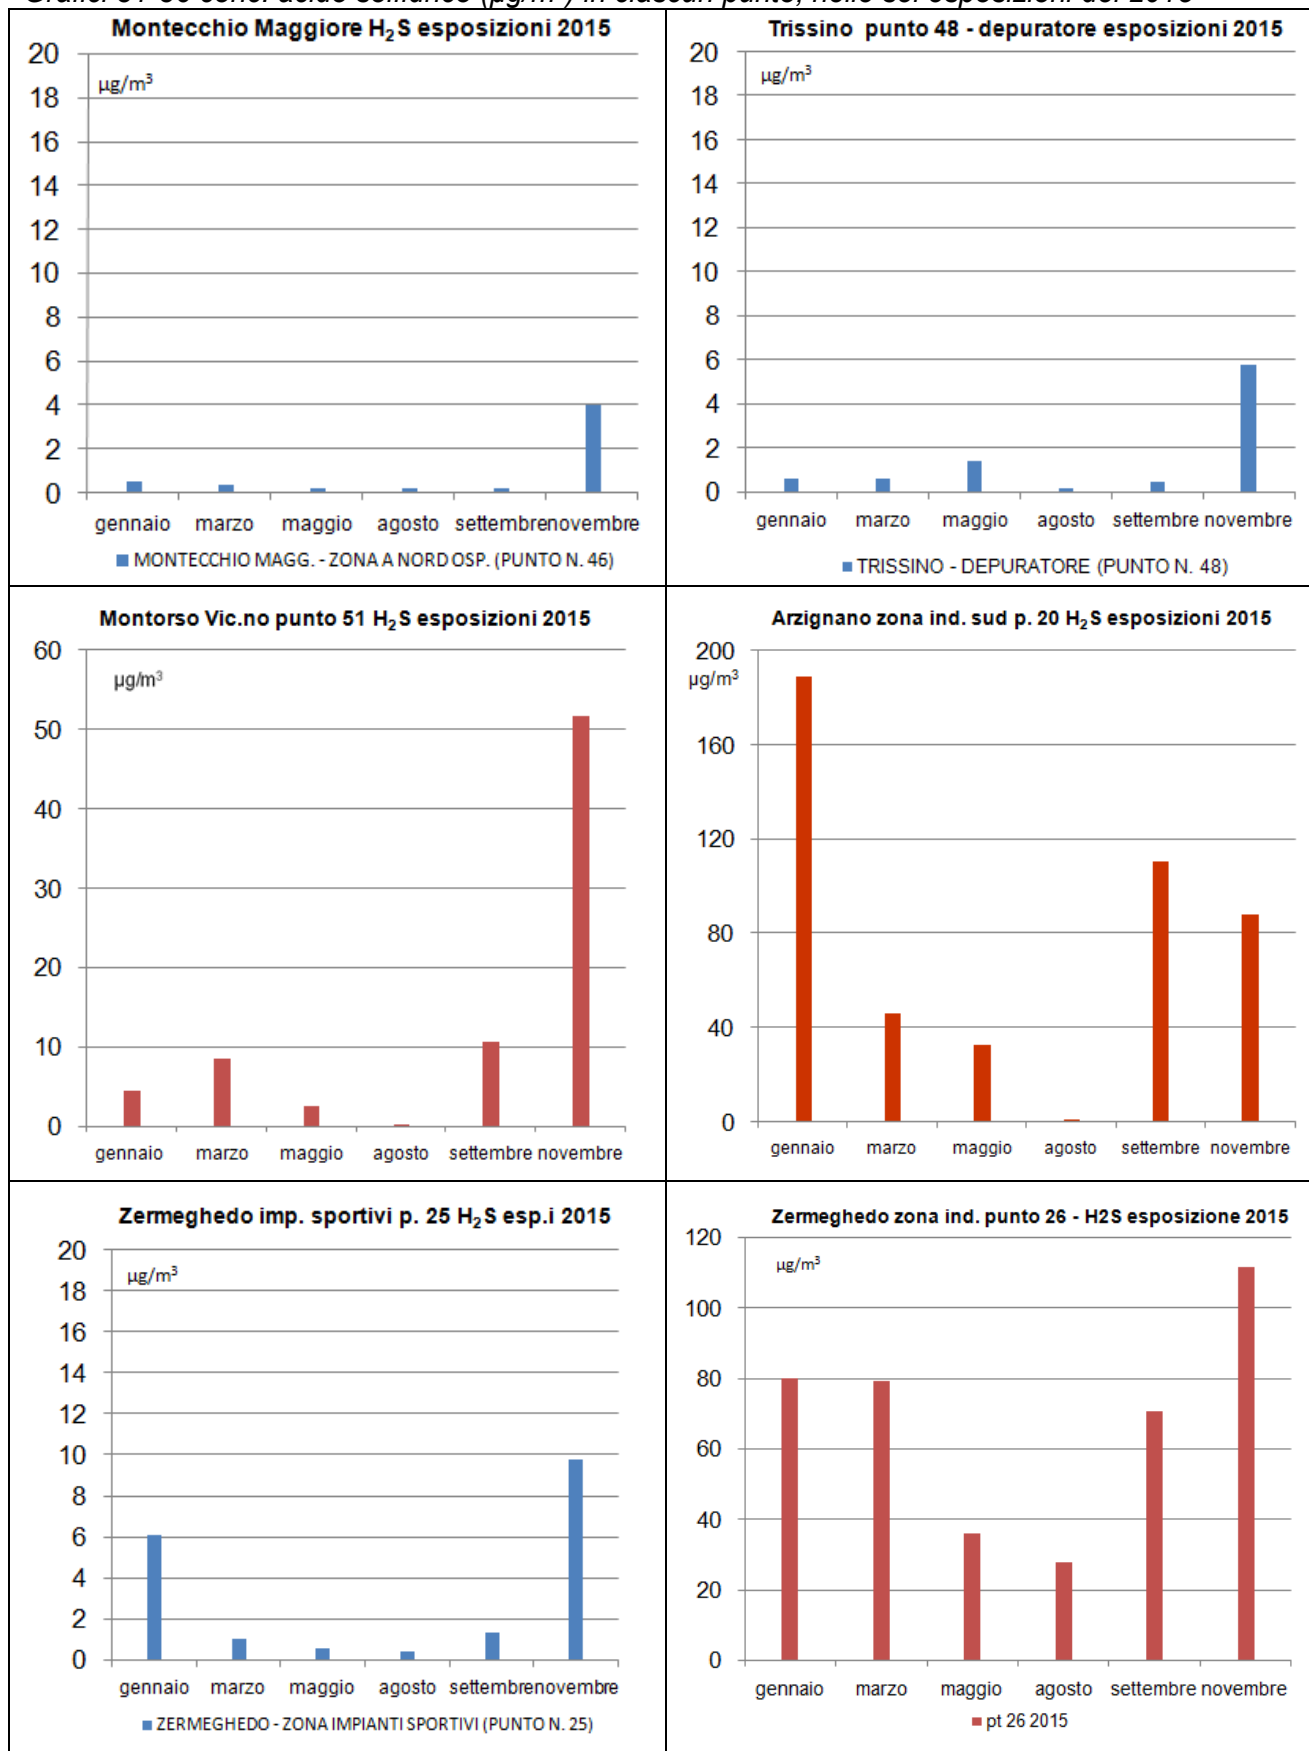 Montecchio Maggiore H₂S esposizioni 2015
µg/m³
20
18
16
14
12
10
8
6
4
2
0
gennaio marzo maggio agosto settembre novembre
MONTECCHIO MAGG. - ZONA A NORD OSP. (PUNTO N. 46)
Trissino punto 48 - depuratore esposizioni 2015
µg/m³
20
18
16
14
12
10
8
6
4
2
0
gennaio marzo maggio agosto settembre novembre
TRISSINO - DEPURATORE (PUNTO N. 48)
Montorso Vic.no punto 51 H₂S esposizioni 2015
µg/m³
60
50
40
30
20
10
0
gennaio marzo maggio agosto settembre novembre
Arzignano zona ind. sud p. 20 H₂S esposizioni 2015
200
µg/m³
160
120
80
40
0
gennaio marzo maggio agosto settembre novembre
Zermeghedo imp. sportivi p. 25 H₂S esp.i 2015
µg/m³
20
18
16
14
12
10
8
6
4
2
0
gennaio marzo maggio agosto settembre novembre
ZERMEGHEDO - ZONA IMPIANTI SPORTIVI (PUNTO N. 25)
Zermeghedo zona ind. punto 26 - H2S esposizione 2015
120
µg/m³
100
80
60
40
20
0
gennaio marzo maggio agosto settembre novembre
pt 26 2015